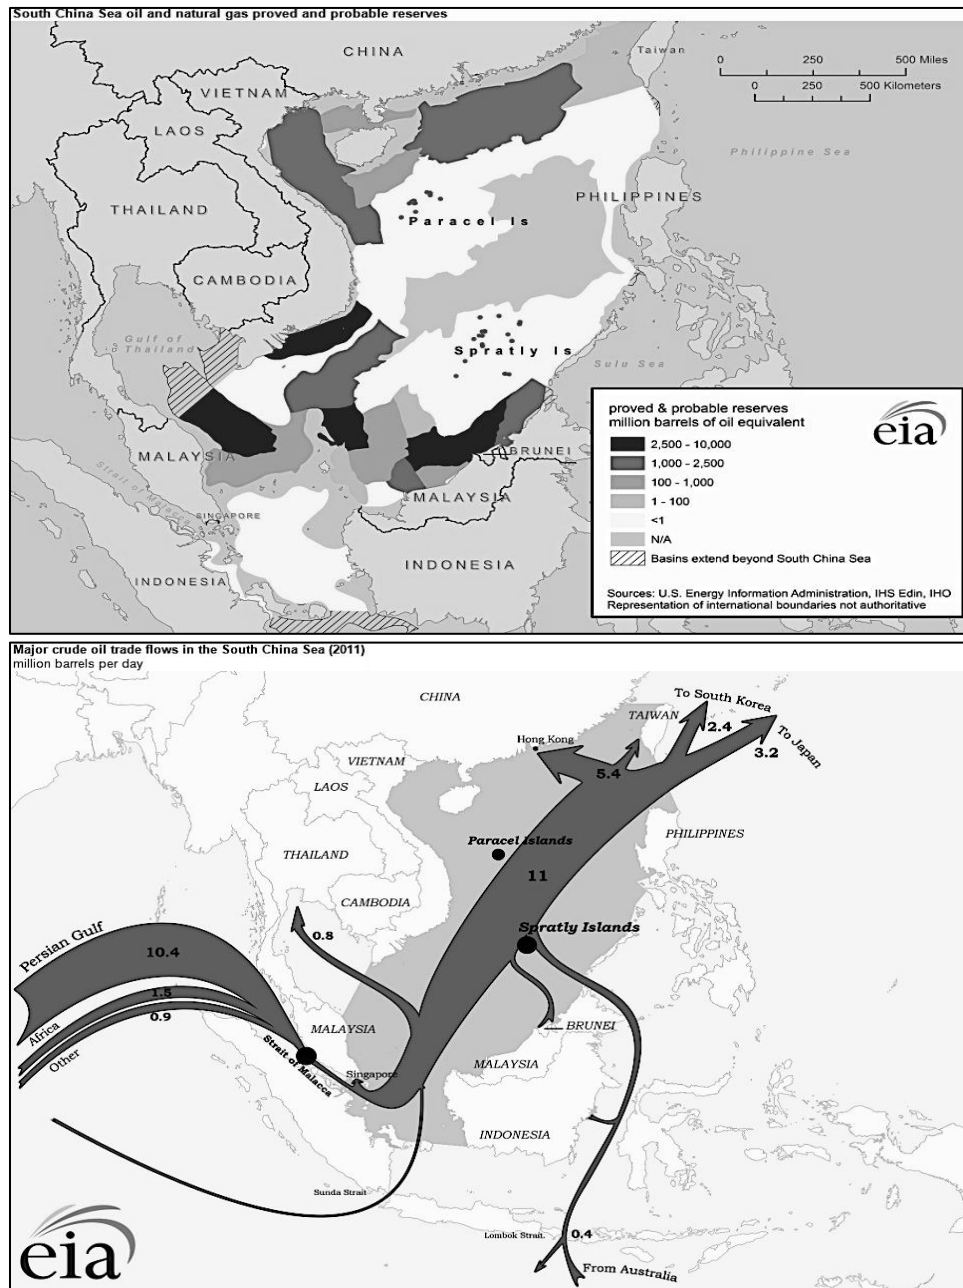 South China Sea oil and natural gas proved and probable reserves
CHINA
Taiwan
0 250 500 Miles
0 250 500 Kilometers
VIETNAM
LAOS
Philippine Sea
THAILAND
PHILIPPINES
Paracel Is
CAMBODIA
Gulf of
Thailand
Spratly Is
Sulu Sea
proved & probable reserves
million barrels of oil equivalent
eia
2,500 - 10,000
1,000 - 2,500
100 - 1,000
1 - 100
<1
N/A
Basins extend beyond South China Sea
Sources: U.S. Energy Information Administration, IHS Edin, IHO
Representation of international boundaries not authoritative
MALAYSIA
BRUNEI
Strait of Malacca
MALAYSIA
SINGAPORE
INDONESIA
INDONESIA
Major crude oil trade flows in the South China Sea (2011)
million barrels per day
CHINA
To South Korea
TAIWAN
2.4
To Japan
Hong Kong
3.2
VIETNAM
5.4
LAOS
PHILIPPINES
Paracel Islands
THAILAND
11
CAMBODIA
Spratly Islands
0.8
Persian Gulf
10.4
1.5
Africa
0.9
Other
MALAYSIA
BRUNEI
Strait of Malacca
MALAYSIA
Singapore
INDONESIA
Sunda Strait
Lombok Strait.
0.4
From Australia
eia